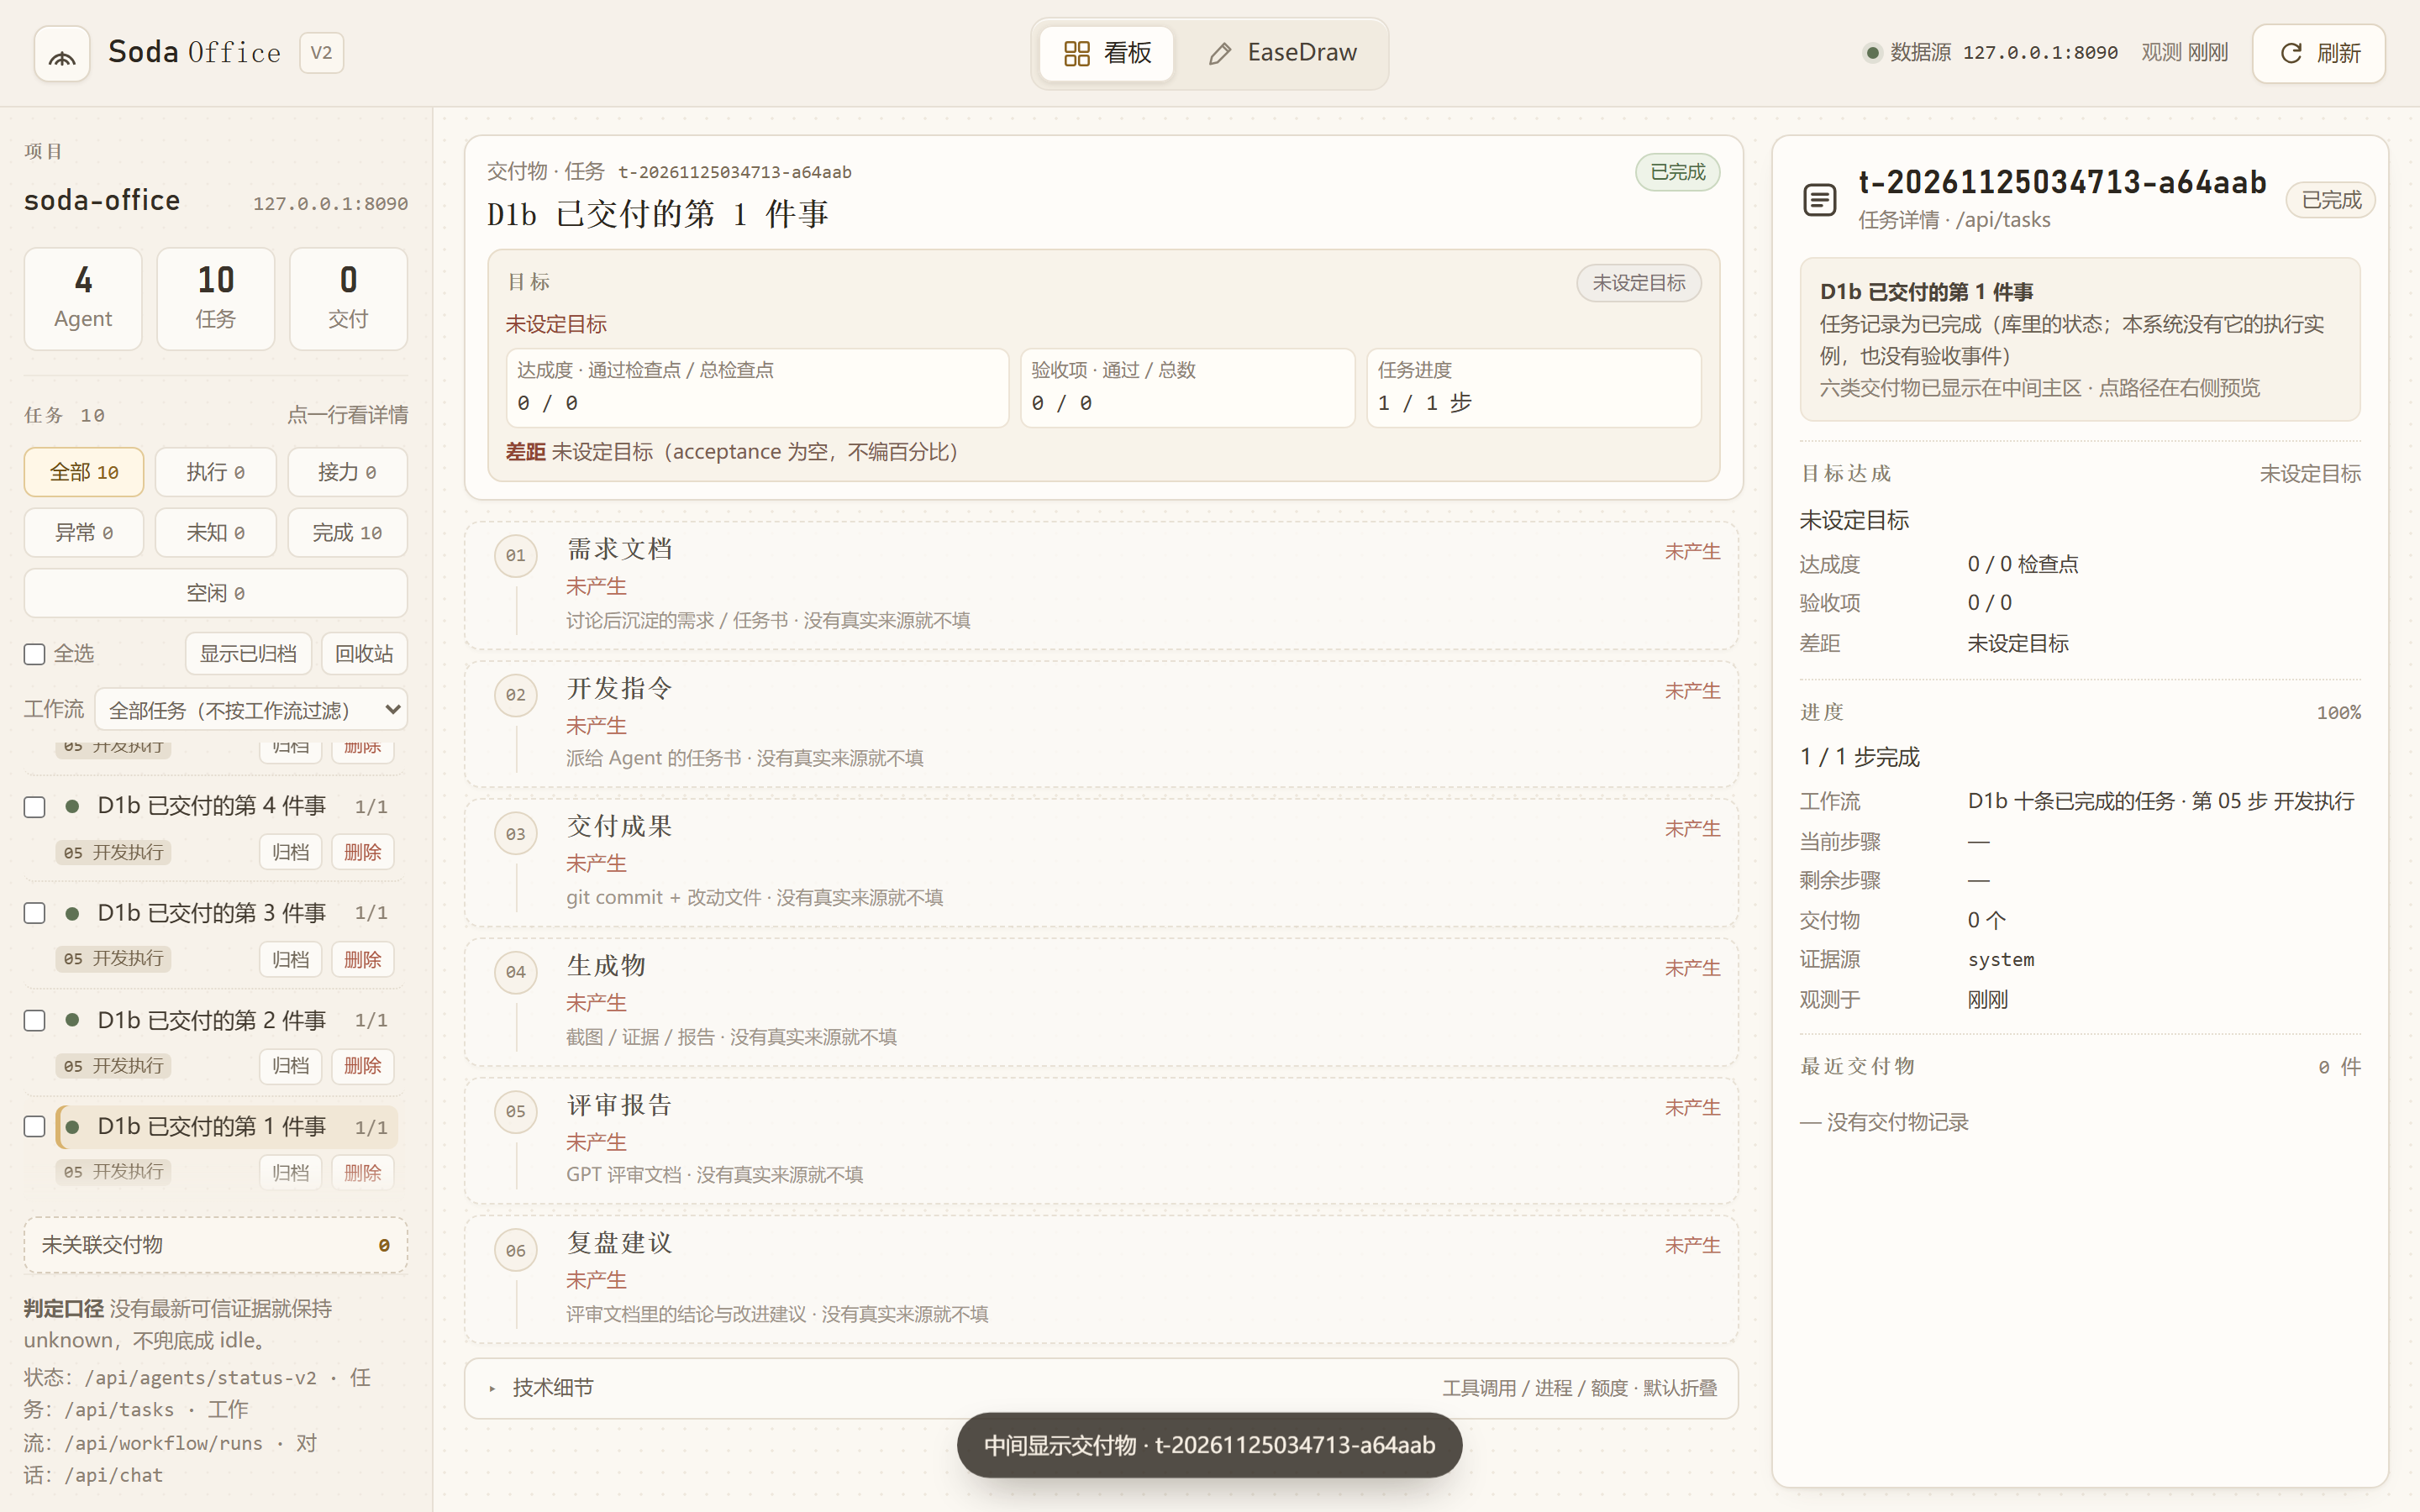 Soda Office V2
看板
EaseDraw
数据源 127.0.0.1:8090 观测 刚刚
刷新
项目
soda-office 127.0.0.1:8090
4 Agent
10 任务
0 交付
任务 10 点一行看详情
全部 10 执行 0 接力 0
异常 0 未知 0 完成 10
空闲 0
全选 显示已归档 回收站
工作流 全部任务（不按工作流过滤）
05 开发执行 归档 删除
D1b 已交付的第 4 件事 1/1
05 开发执行 归档 删除
D1b 已交付的第 3 件事 1/1
05 开发执行 归档 删除
D1b 已交付的第 2 件事 1/1
05 开发执行 归档 删除
D1b 已交付的第 1 件事 1/1
05 开发执行 归档 删除
未关联交付物 0
判定口径 没有最新可信证据就保持
unknown，不兜底成 idle。
状态：/api/agents/status-v2 · 任
务：/api/tasks · 工作
流：/api/workflow/runs · 对
话：/api/chat
交付物 · 任务 t-20261125034713-a64aab 已完成
D1b 已交付的第 1 件事
目标 未设定目标
未设定目标
达成度 · 通过检查点 / 总检查点
0 / 0
验收项 · 通过 / 总数
0 / 0
任务进度
1 / 1 步
差距 未设定目标（acceptance 为空，不编百分比）
01 需求文档 未产生
未产生
讨论后沉淀的需求 / 任务书 · 没有真实来源就不填
02 开发指令 未产生
未产生
派给 Agent 的任务书 · 没有真实来源就不填
03 交付成果 未产生
未产生
git commit + 改动文件 · 没有真实来源就不填
04 生成物 未产生
未产生
截图 / 证据 / 报告 · 没有真实来源就不填
05 评审报告 未产生
未产生
GPT 评审文档 · 没有真实来源就不填
06 复盘建议 未产生
未产生
评审文档里的结论与改进建议 · 没有真实来源就不填
技术细节 工具调用 / 进程 / 额度 · 默认折叠
中间显示交付物 · t-20261125034713-a64aab
t-20261125034713-a64aab 已完成
任务详情 · /api/tasks
D1b 已交付的第 1 件事
任务记录为已完成（库里的状态；本系统没有它的执行实
例，也没有验收事件）
六类交付物已显示在中间主区 · 点路径在右侧预览
目标达成 未设定目标
未设定目标
达成度 0 / 0 检查点
验收项 0 / 0
差距 未设定目标
进度 100%
1 / 1 步完成
工作流 D1b 十条已完成的任务 · 第 05 步 开发执行
当前步骤 —
剩余步骤 —
交付物 0 个
证据源 system
观测于 刚刚
最近交付物 0 件
— 没有交付物记录